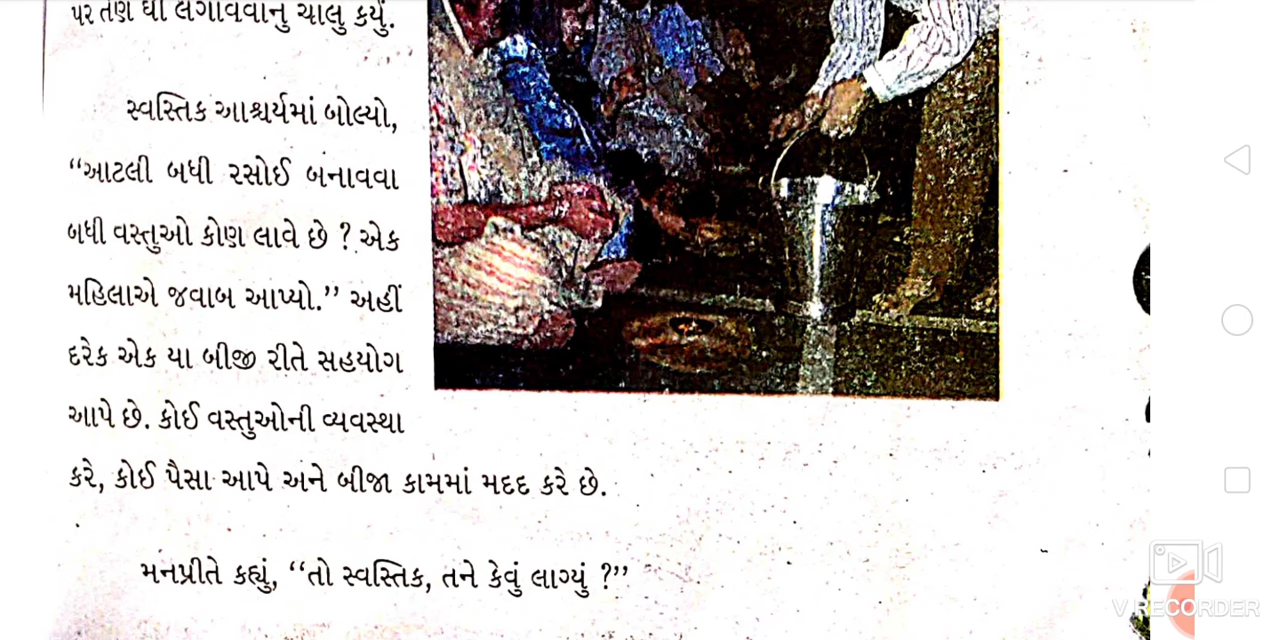 પર તેણે ઘી લગાવવાનું ચાલુ કર્યું.
સ્વસ્તિક આશ્ચર્યમાં બોલ્યો,
“આટલી બધી રસોઈ બનાવવા
બધી વસ્તુઓ કોણ લાવે છે ? એક
મહિલાએ જવાબ આપ્યો.” અહીં
દરેક એક યા બીજી રીતે સહયોગ
આપે છે. કોઈ વસ્તુઓની વ્યવસ્થા
કરે, કોઈ પૈસા આપે અને બીજા કામમાં મદદ કરે છે.
મનપ્રીતે કહ્યું, “તો સ્વસ્તિક, તને કેવું લાગ્યું ?”
V RECORDER